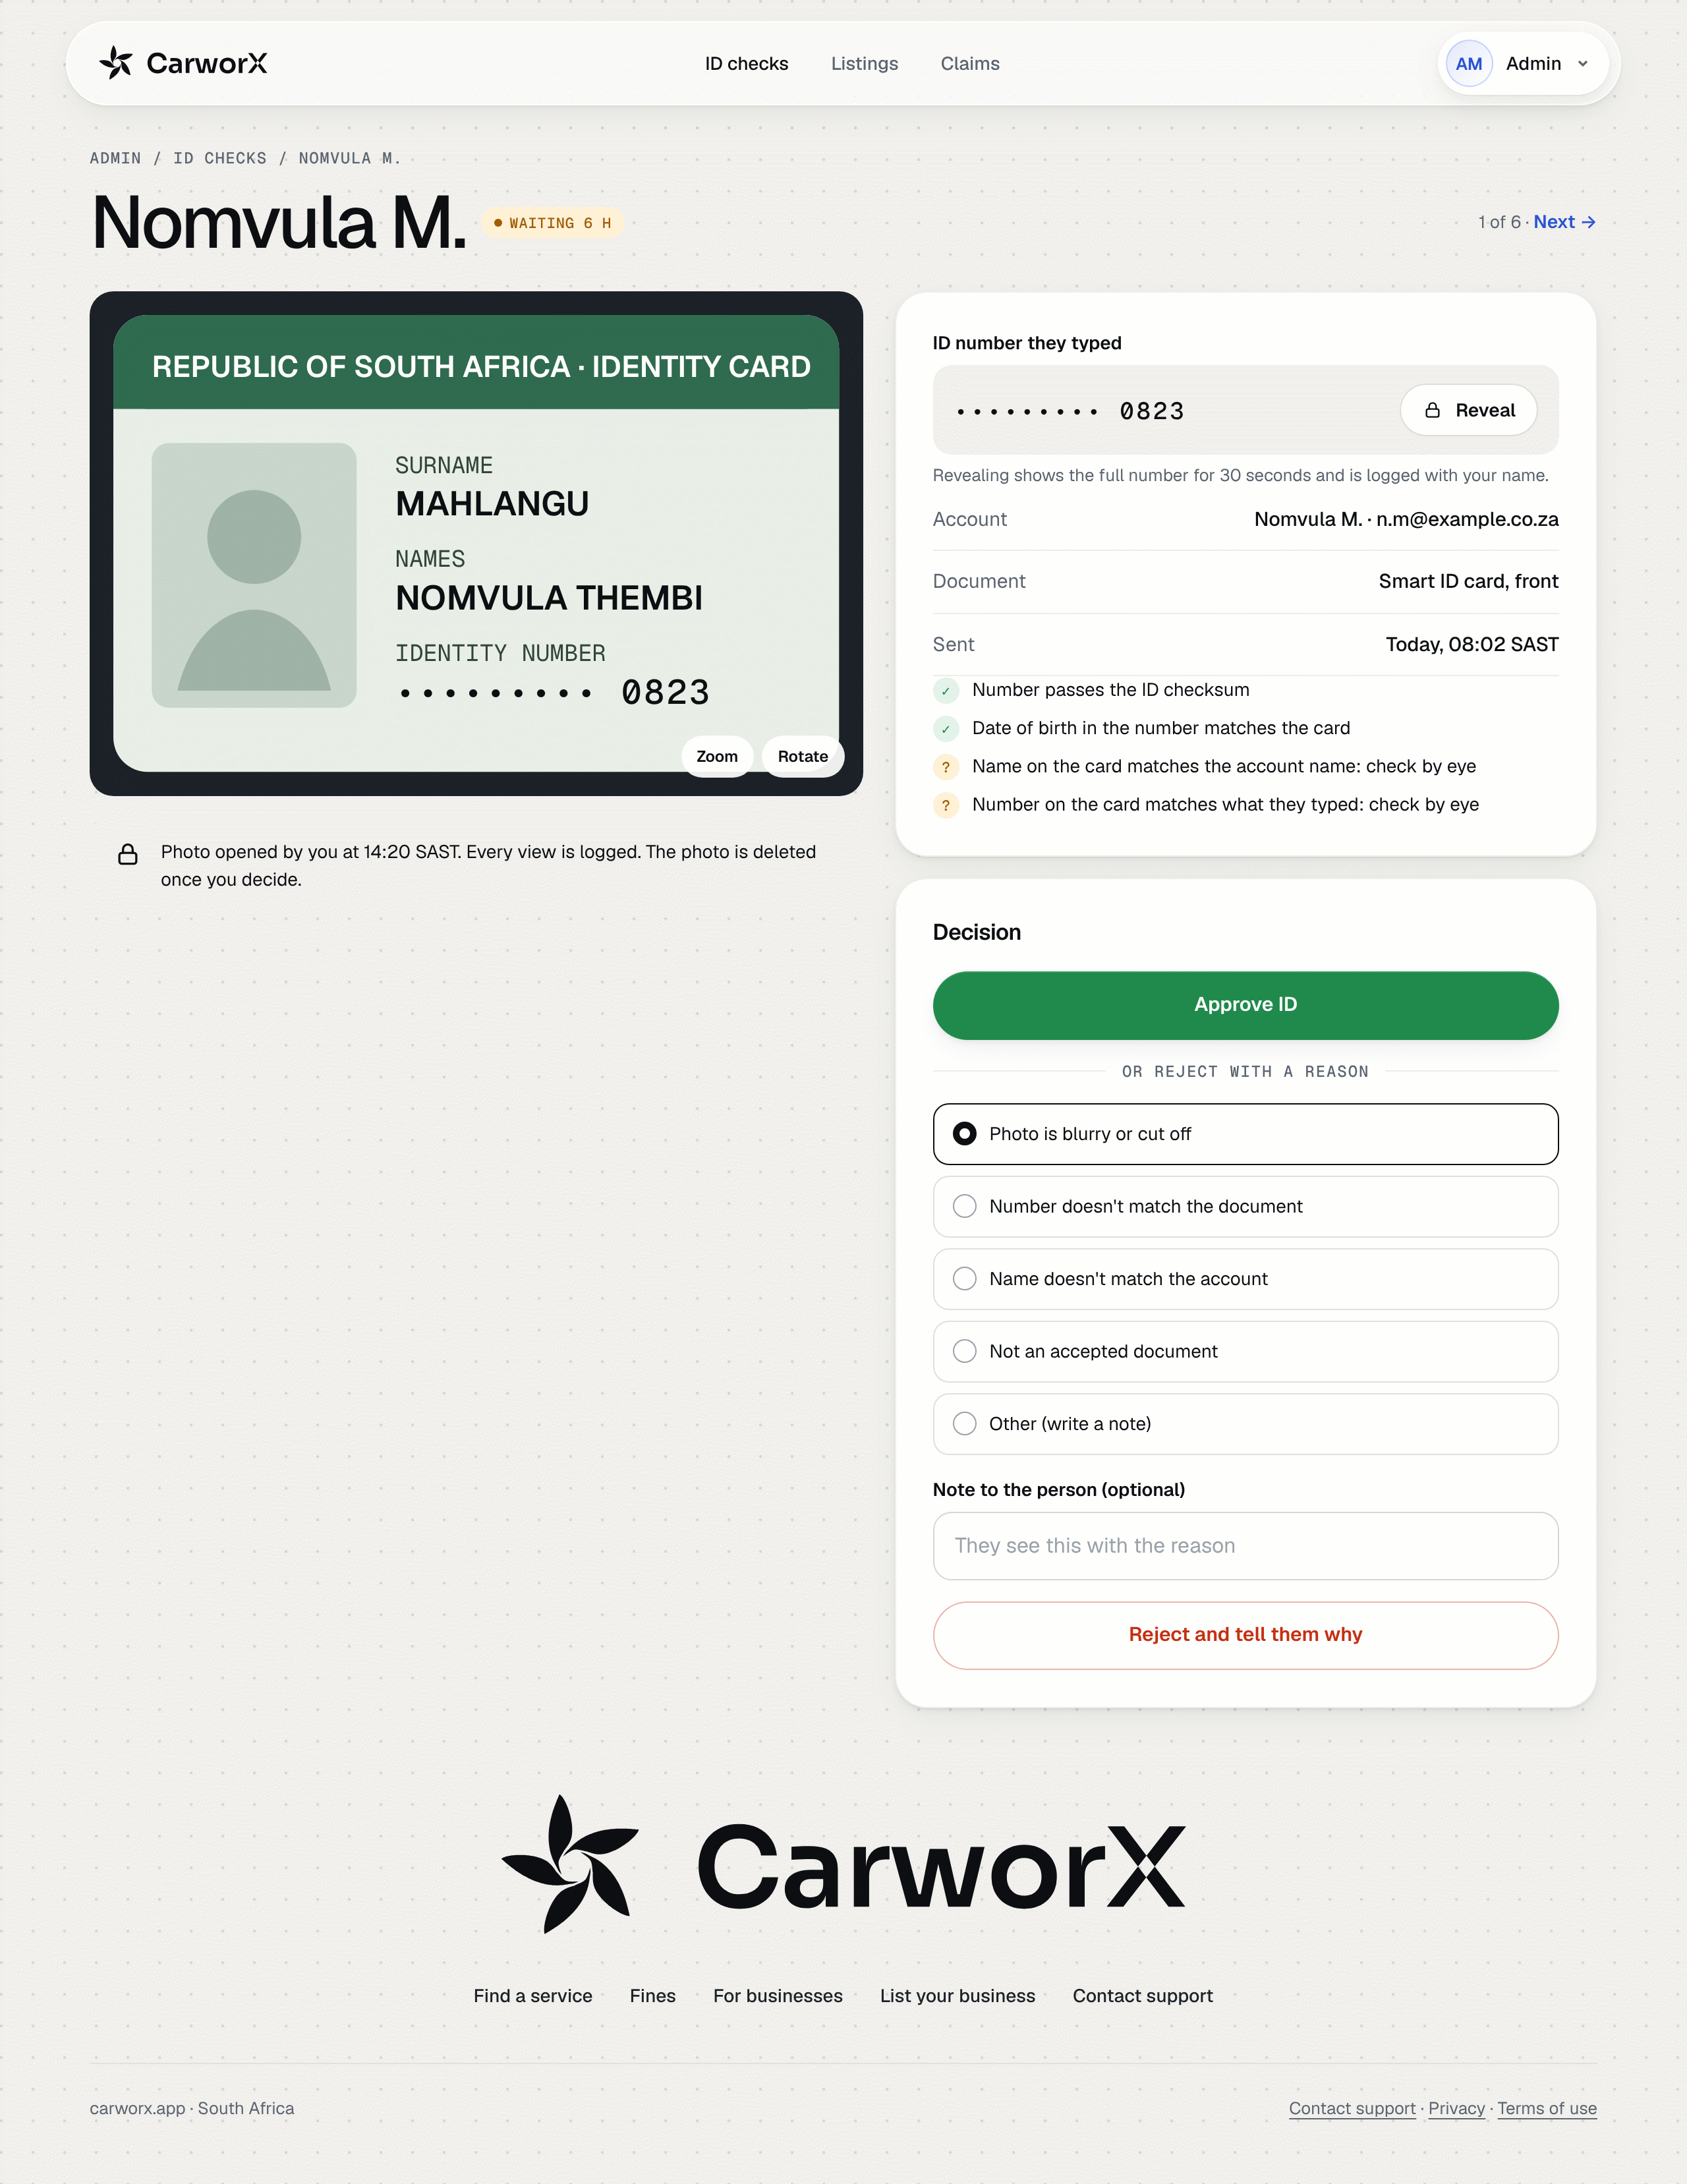 CarworX
ID checks
Listings
Claims
AM
Admin
ADMIN / ID CHECKS / NOMVULA M.
Nomvula M.
WAITING 6 H
1 of 6 · Next →
REPUBLIC OF SOUTH AFRICA · IDENTITY CARD
SURNAME
MAHLANGU
NAMES
NOMVULA THEMBI
IDENTITY NUMBER
••••••••• 0823
Zoom
Rotate
Photo opened by you at 14:20 SAST. Every view is logged. The photo is deleted
once you decide.
ID number they typed
••••••••• 0823
Reveal
Revealing shows the full number for 30 seconds and is logged with your name.
Account
Nomvula M. · n.m@example.co.za
Document
Smart ID card, front
Sent
Today, 08:02 SAST
✓ Number passes the ID checksum
✓ Date of birth in the number matches the card
? Name on the card matches the account name: check by eye
? Number on the card matches what they typed: check by eye
Decision
Approve ID
OR REJECT WITH A REASON
Photo is blurry or cut off
Number doesn't match the document
Name doesn't match the account
Not an accepted document
Other (write a note)
Note to the person (optional)
They see this with the reason
Reject and tell them why
CarworX
Find a service
Fines
For businesses
List your business
Contact support
carworx.app · South Africa
Contact support · Privacy · Terms of use